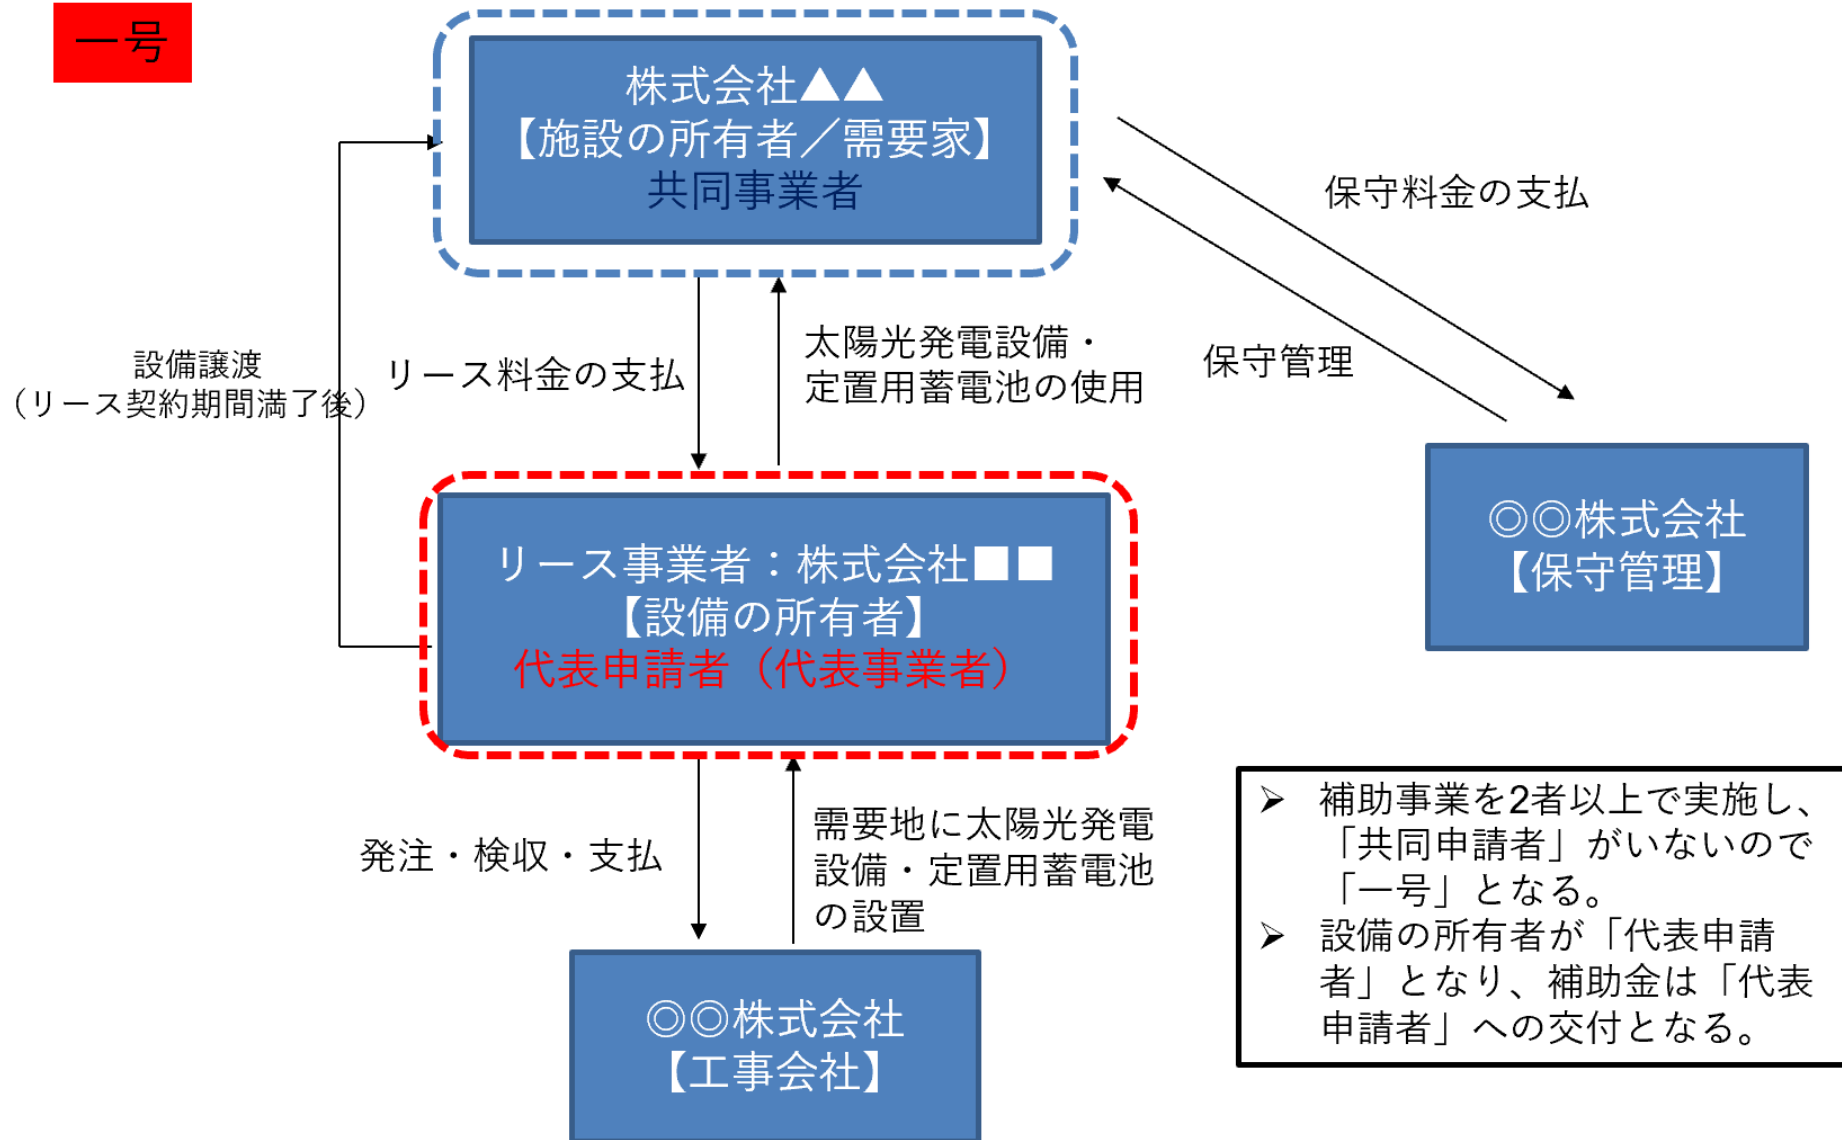 一号
株式会社▲▲
【施設の所有者／需要家】
共同事業者
保守料金の支払
保守管理
設備譲渡
（リース契約期間満了後）
リース料金の支払
太陽光発電設備・
定置用蓄電池の使用
◎◎株式会社
【保守管理】
リース事業者：株式会社■■
【設備の所有者】
代表申請者（代表事業者）
発注・検収・支払
需要地に太陽光発電
設備・定置用蓄電池
の設置
◎◎株式会社
【工事会社】
➢ 補助事業を2者以上で実施し、
「共同申請者」がいないので
「一号」となる。
➢ 設備の所有者が「代表申請
者」となり、補助金は「代表
申請者」への交付となる。